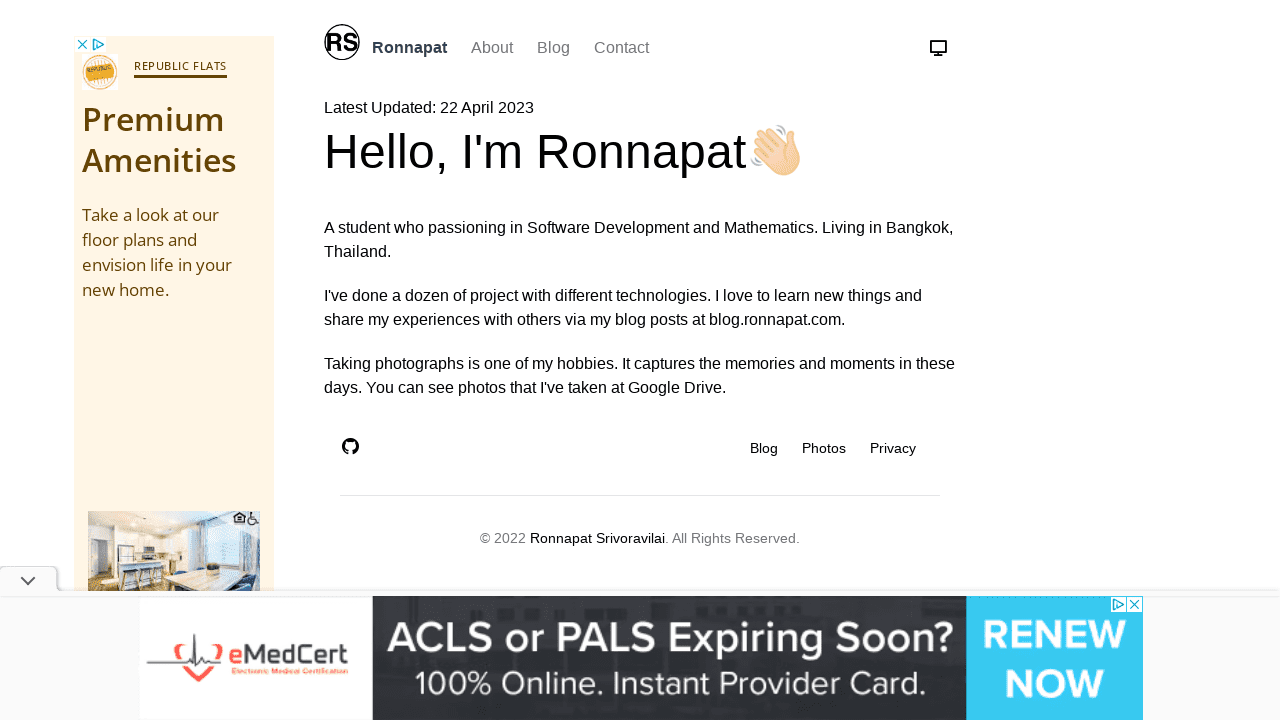 RS
Ronnapat
About
Blog
Contact
REPUBLIC
REPUBLIC FLATS
Premium
Amenities
Take a look at our
floor plans and
envision life in your
new home.
Latest Updated: 22 April 2023
Hello, I'm Ronnapat👋🏻
A student who passioning in Software Development and Mathematics. Living in Bangkok,
Thailand.
I've done a dozen of project with different technologies. I love to learn new things and
share my experiences with others via my blog posts at blog.ronnapat.com.
Taking photographs is one of my hobbies. It captures the memories and moments in these
days. You can see photos that I've taken at Google Drive.
Blog
Photos
Privacy
© 2022 Ronnapat Srivoravilai. All Rights Reserved.
eMedCert
Electronic Medical Certification
ACLS or PALS Expiring Soon?
100% Online. Instant Provider Card.
RENEW
NOW